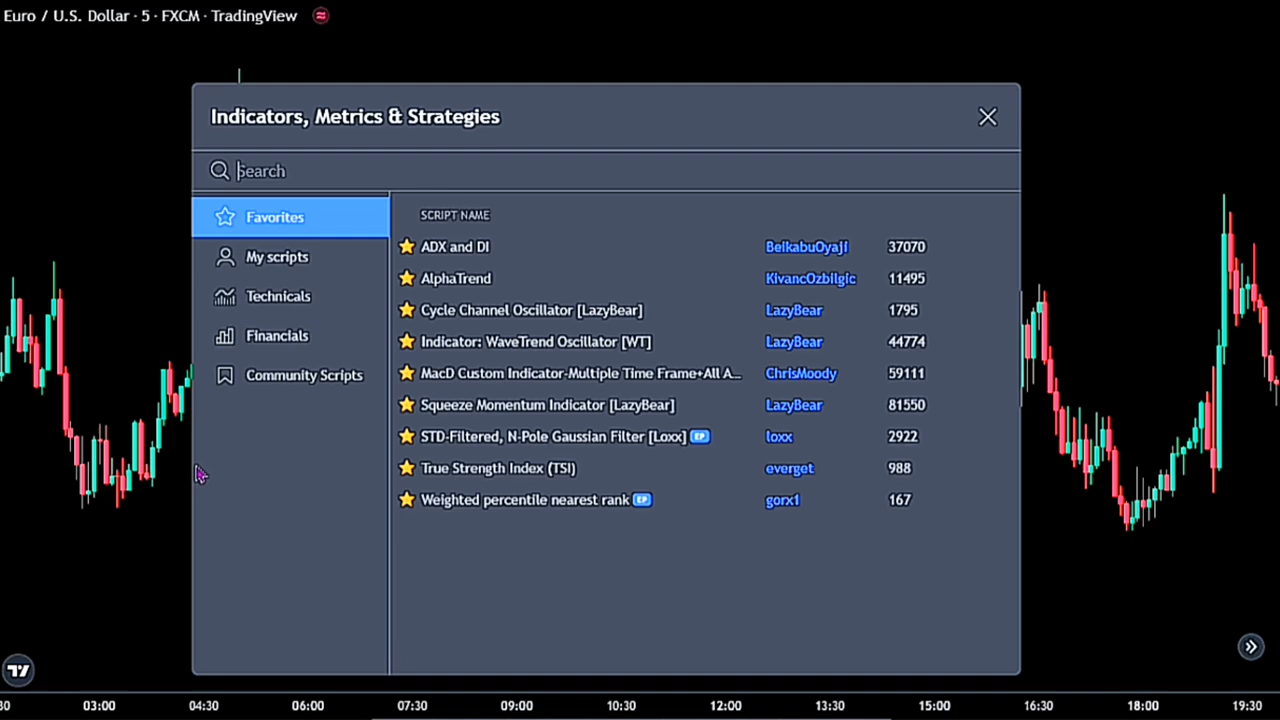 Euro / U.S. Dollar · 5 · FXCM · TradingView
Indicators, Metrics & Strategies
Search
Favorites
My scripts
Technicals
Financials
Community Scripts
SCRIPT NAME
ADX and DI BeikabuOyaji 37070
AlphaTrend KivancOzbilgic 11495
Cycle Channel Oscillator [LazyBear] LazyBear 1795
Indicator: WaveTrend Oscillator [WT] LazyBear 44774
MacD Custom Indicator-Multiple Time Frame+All A... ChrisMoody 59111
Squeeze Momentum Indicator [LazyBear] LazyBear 81550
STD-Filtered, N-Pole Gaussian Filter [Loxx] EP loxx 2922
True Strength Index (TSI) everget 988
Weighted percentile nearest rank EP gorx1 167
30 03:00 04:30 06:00 07:30 09:00 10:30 12:00 13:30 15:00 16:30 18:00 19:30